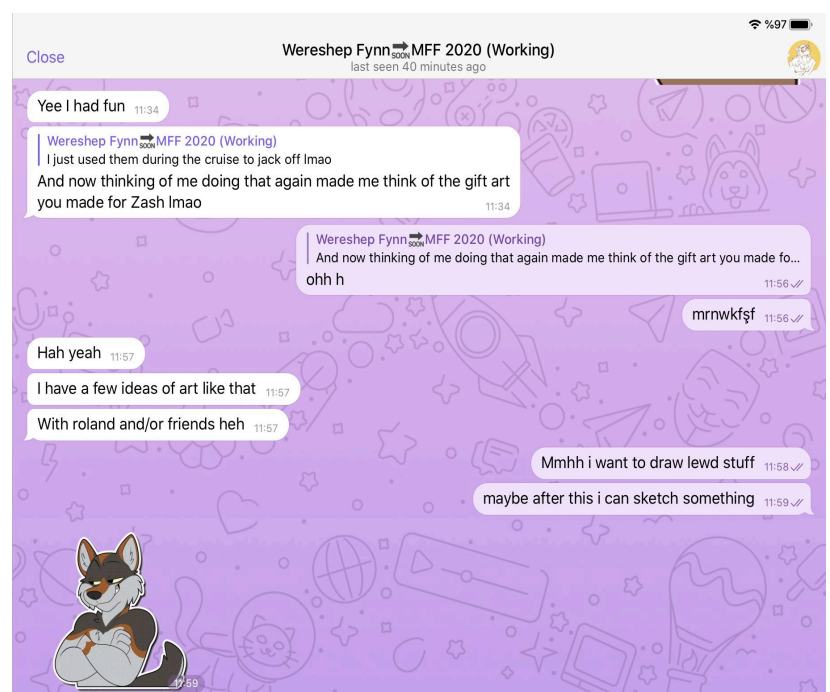 %97
Close
Wereshep Fynn🔜MFF 2020 (Working)
last seen 40 minutes ago
Yee I had fun 11:34
Wereshep Fynn🔜MFF 2020 (Working)
I just used them during the cruise to jack off lmao
And now thinking of me doing that again made me think of the gift art
you made for Zash lmao 11:34
Wereshep Fynn🔜MFF 2020 (Working)
And now thinking of me doing that again made me think of the gift art you made fo...
ohh h 11:56
mrnwkfşf 11:56
Hah yeah 11:57
I have a few ideas of art like that 11:57
With roland and/or friends heh 11:57
Mmhh i want to draw lewd stuff 11:58
maybe after this i can sketch something 11:59
11:59